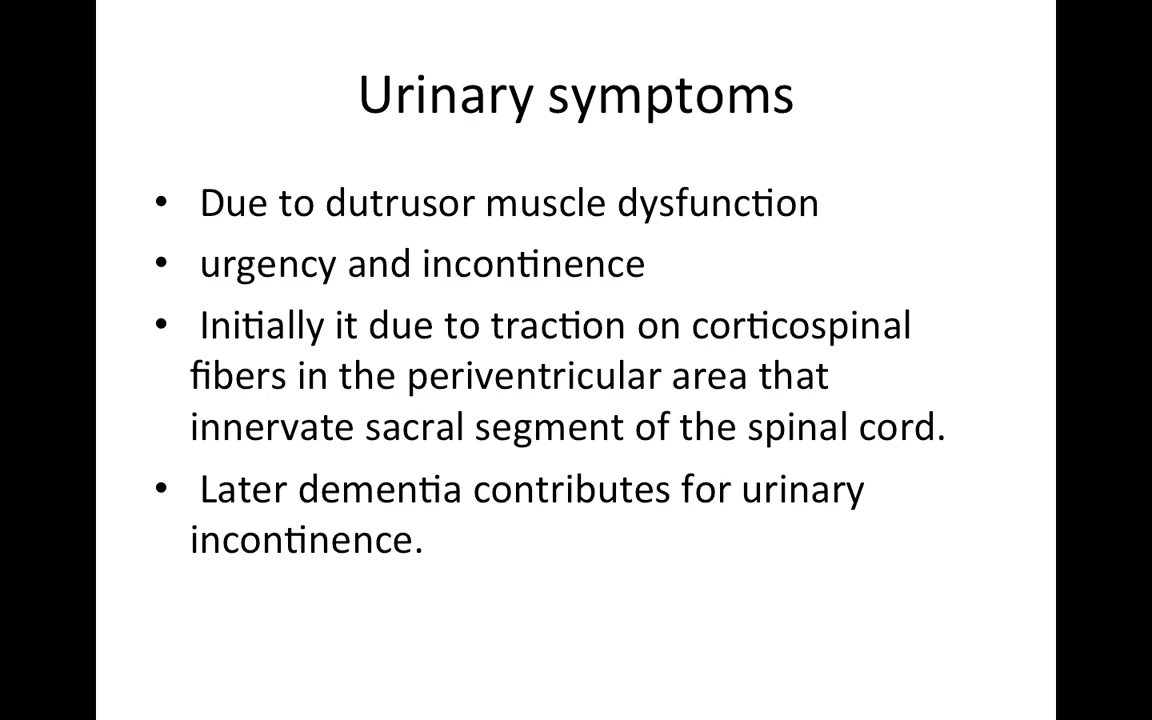 Urinary symptoms
• Due to dutrusor muscle dysfunction
• urgency and incontinence
• Initially it due to traction on corticospinal
fibers in the periventricular area that
innervate sacral segment of the spinal cord.
• Later dementia contributes for urinary
incontinence.